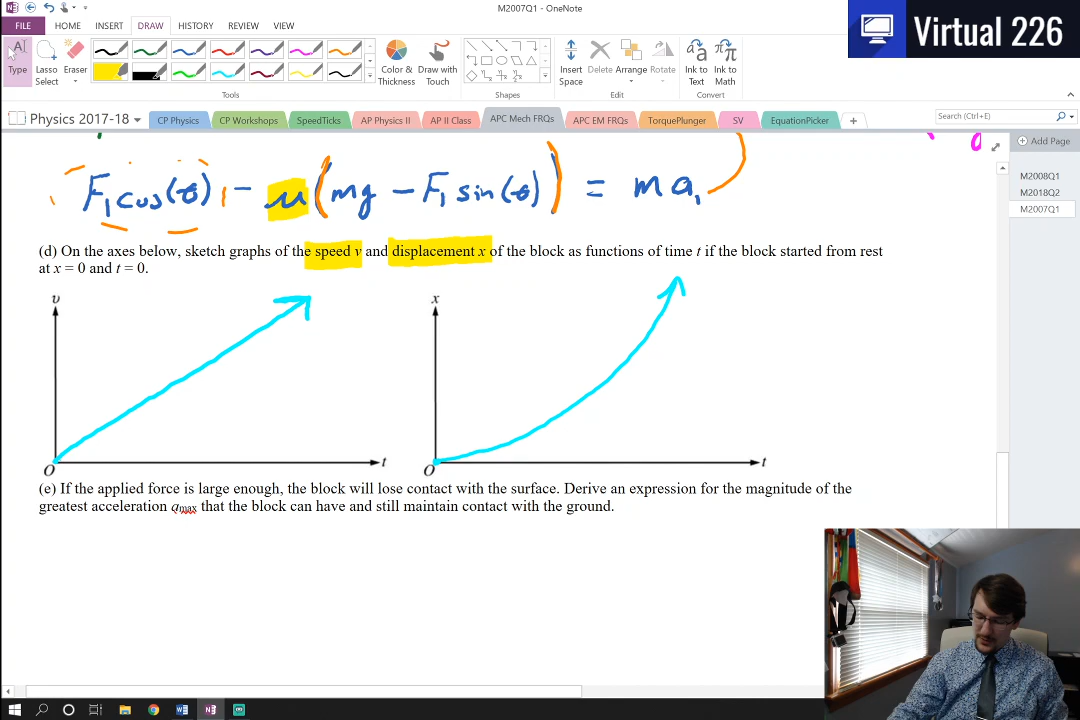 M2007Q1 - OneNote
Virtual 226
FILE HOME INSERT DRAW HISTORY REVIEW VIEW
Type Lasso Select Eraser Color & Thickness Draw with Touch Insert Space Delete Arrange Rotate Ink to Text Ink to Math
Tools Shapes Edit Convert
Physics 2017-18 CP Physics CP Workshops SpeedTicks AP Physics II AP II Class APC Mech FRQs APC EM FRQs TorquePlunger SV EquationPicker Search (Ctrl+E)
Add Page
M2008Q1
M2018Q2
M2007Q1
F₁cos(θ) - μ(mg - F₁sin(θ)) = ma₁
(d) On the axes below, sketch graphs of the speed v and displacement x of the block as functions of time t if the block started from rest
at x = 0 and t = 0.
υ x
O t O t
(e) If the applied force is large enough, the block will lose contact with the surface. Derive an expression for the magnitude of the
greatest acceleration amax that the block can have and still maintain contact with the ground.